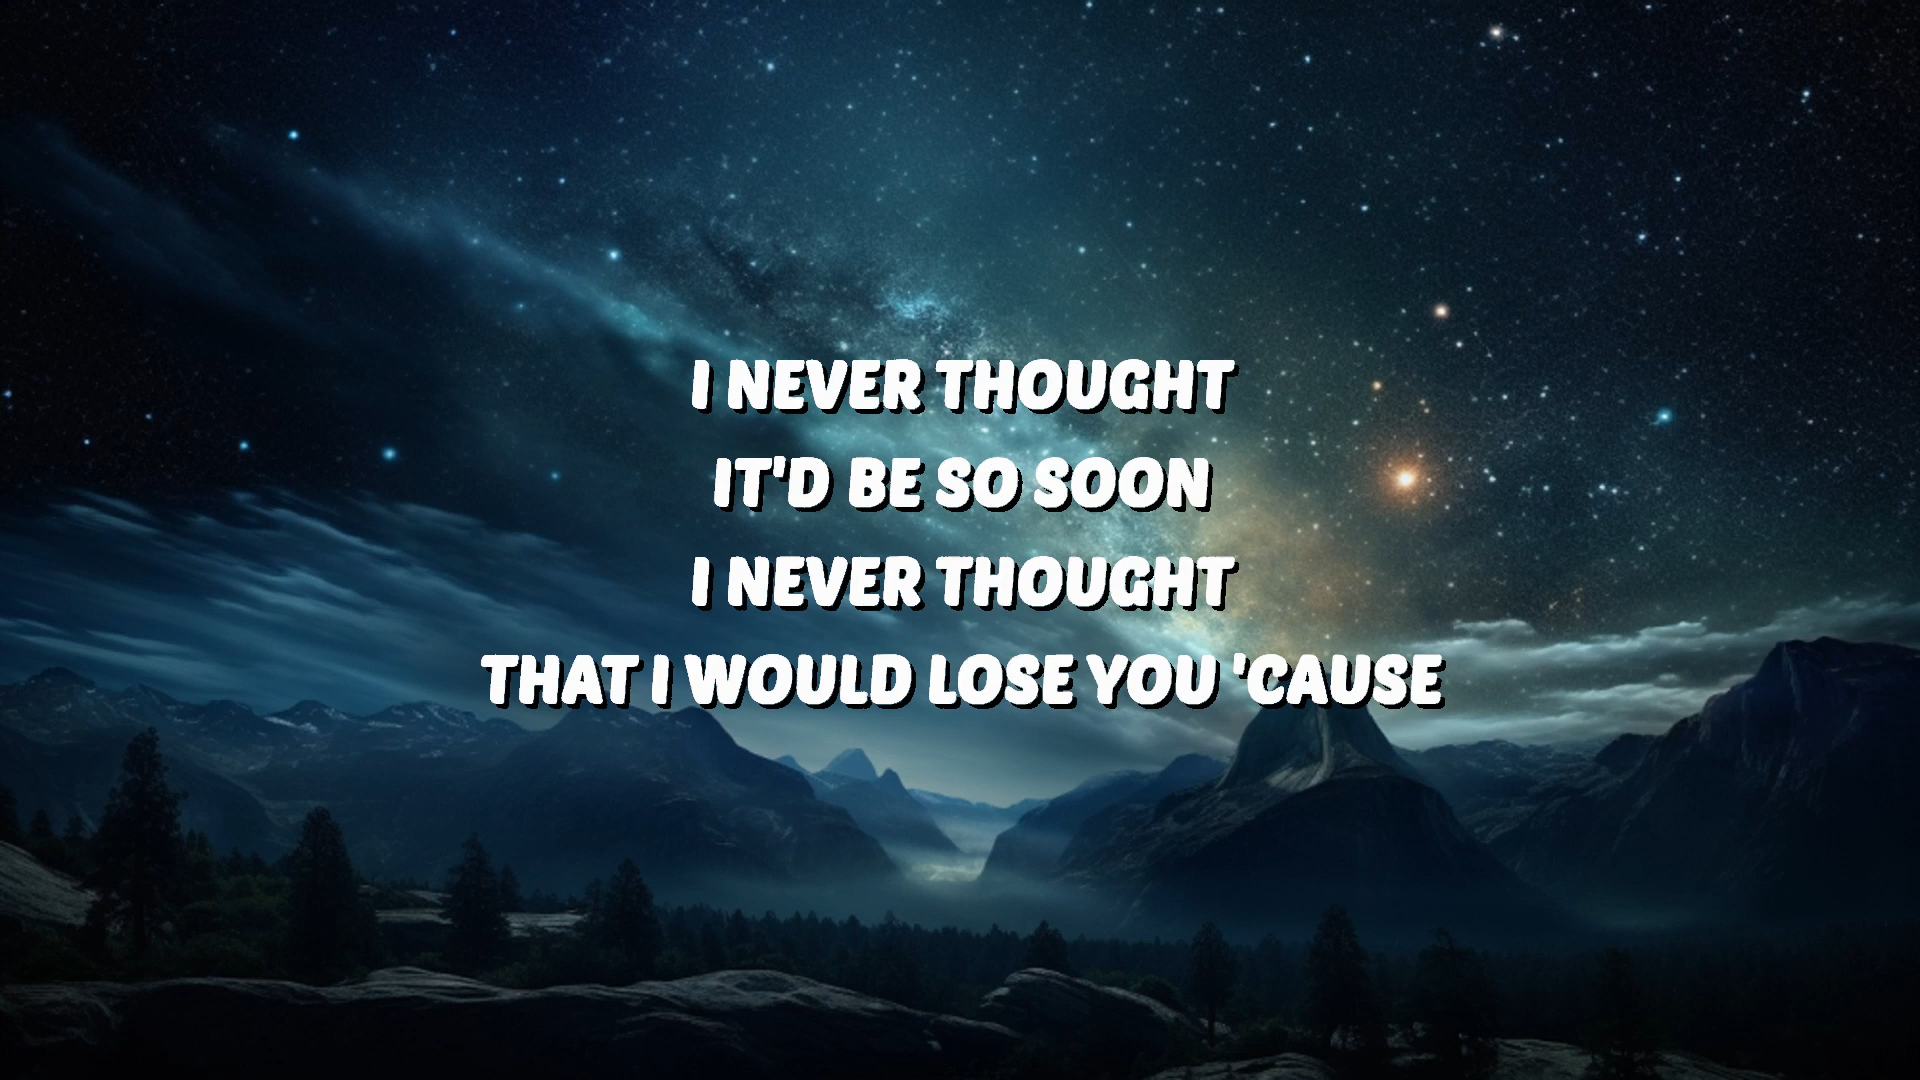 I NEVER THOUGHT
IT'D BE SO SOON
I NEVER THOUGHT
THAT I WOULD LOSE YOU 'CAUSE